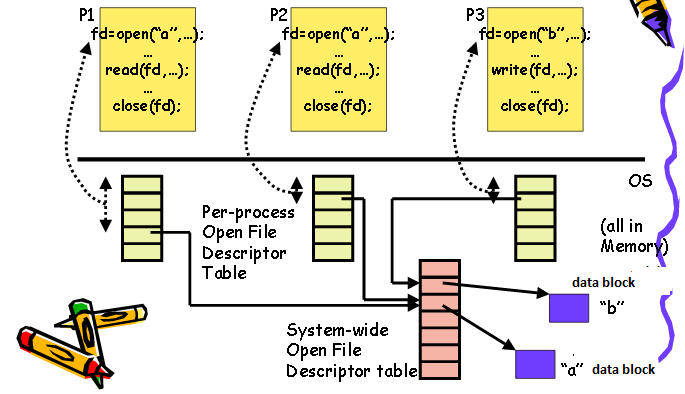 P1
fd=open("a",…);
…
read(fd,…);
…
close(fd);
P2
fd=open("a",…);
…
read(fd,…);
…
close(fd);
P3
fd=open("b",…);
…
write(fd,…);
…
close(fd);
OS
(all in
Memory)
Per-process
Open File
Descriptor
Table
System-wide
Open File
Descriptor table
data block
"b"
"a" data block